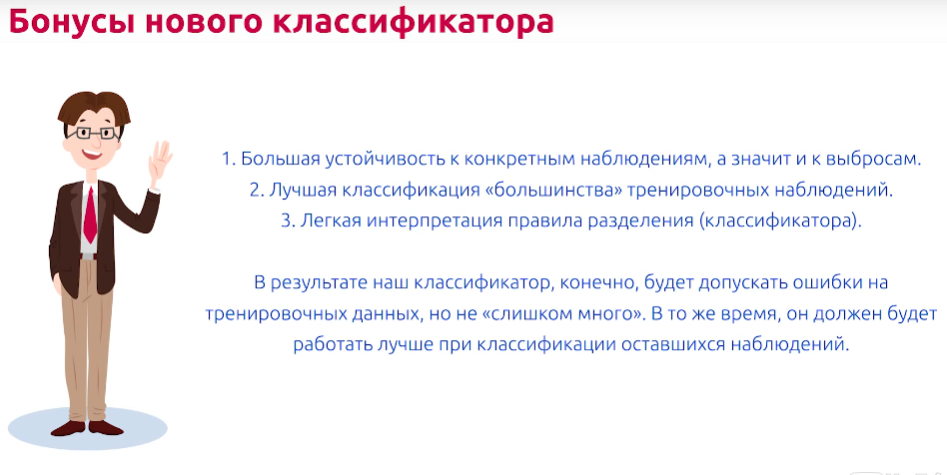 Бонусы нового классификатора
1. Большая устойчивость к конкретным наблюдениям, а значит и к выбросам.
2. Лучшая классификация «большинства» тренировочных наблюдений.
3. Легкая интерпретация правила разделения (классификатора).
В результате наш классификатор, конечно, будет допускать ошибки на
тренировочных данных, но не «слишком много». В то же время, он должен будет
работать лучше при классификации оставшихся наблюдений.